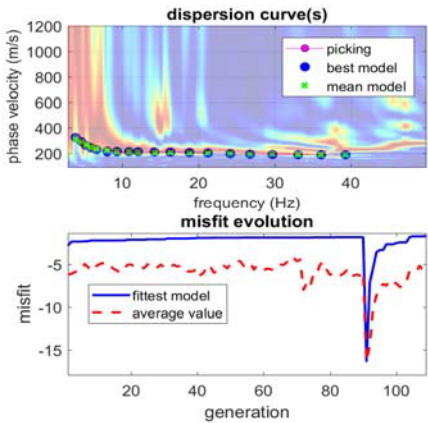 dispersion curve(s)
1200
1000
800
600
400
200
phase velocity (m/s)
picking
best model
mean model
10
20
30
40
frequency (Hz)
misfit evolution
-5
-10
-15
misfit
fittest model
average value
20
40
60
80
100
generation